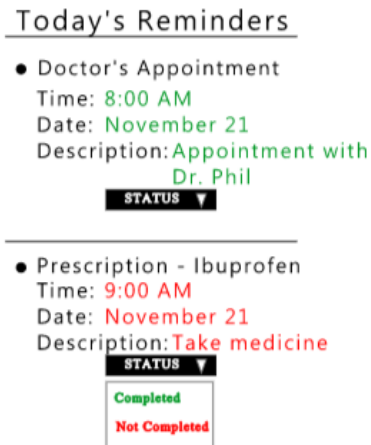 Today's Reminders
● Doctor's Appointment
Time: 8:00 AM
Date: November 21
Description: Appointment with
Dr. Phil
STATUS ▼
● Prescription - Ibuprofen
Time: 9:00 AM
Date: November 21
Description: Take medicine
STATUS ▼
Completed
Not Completed